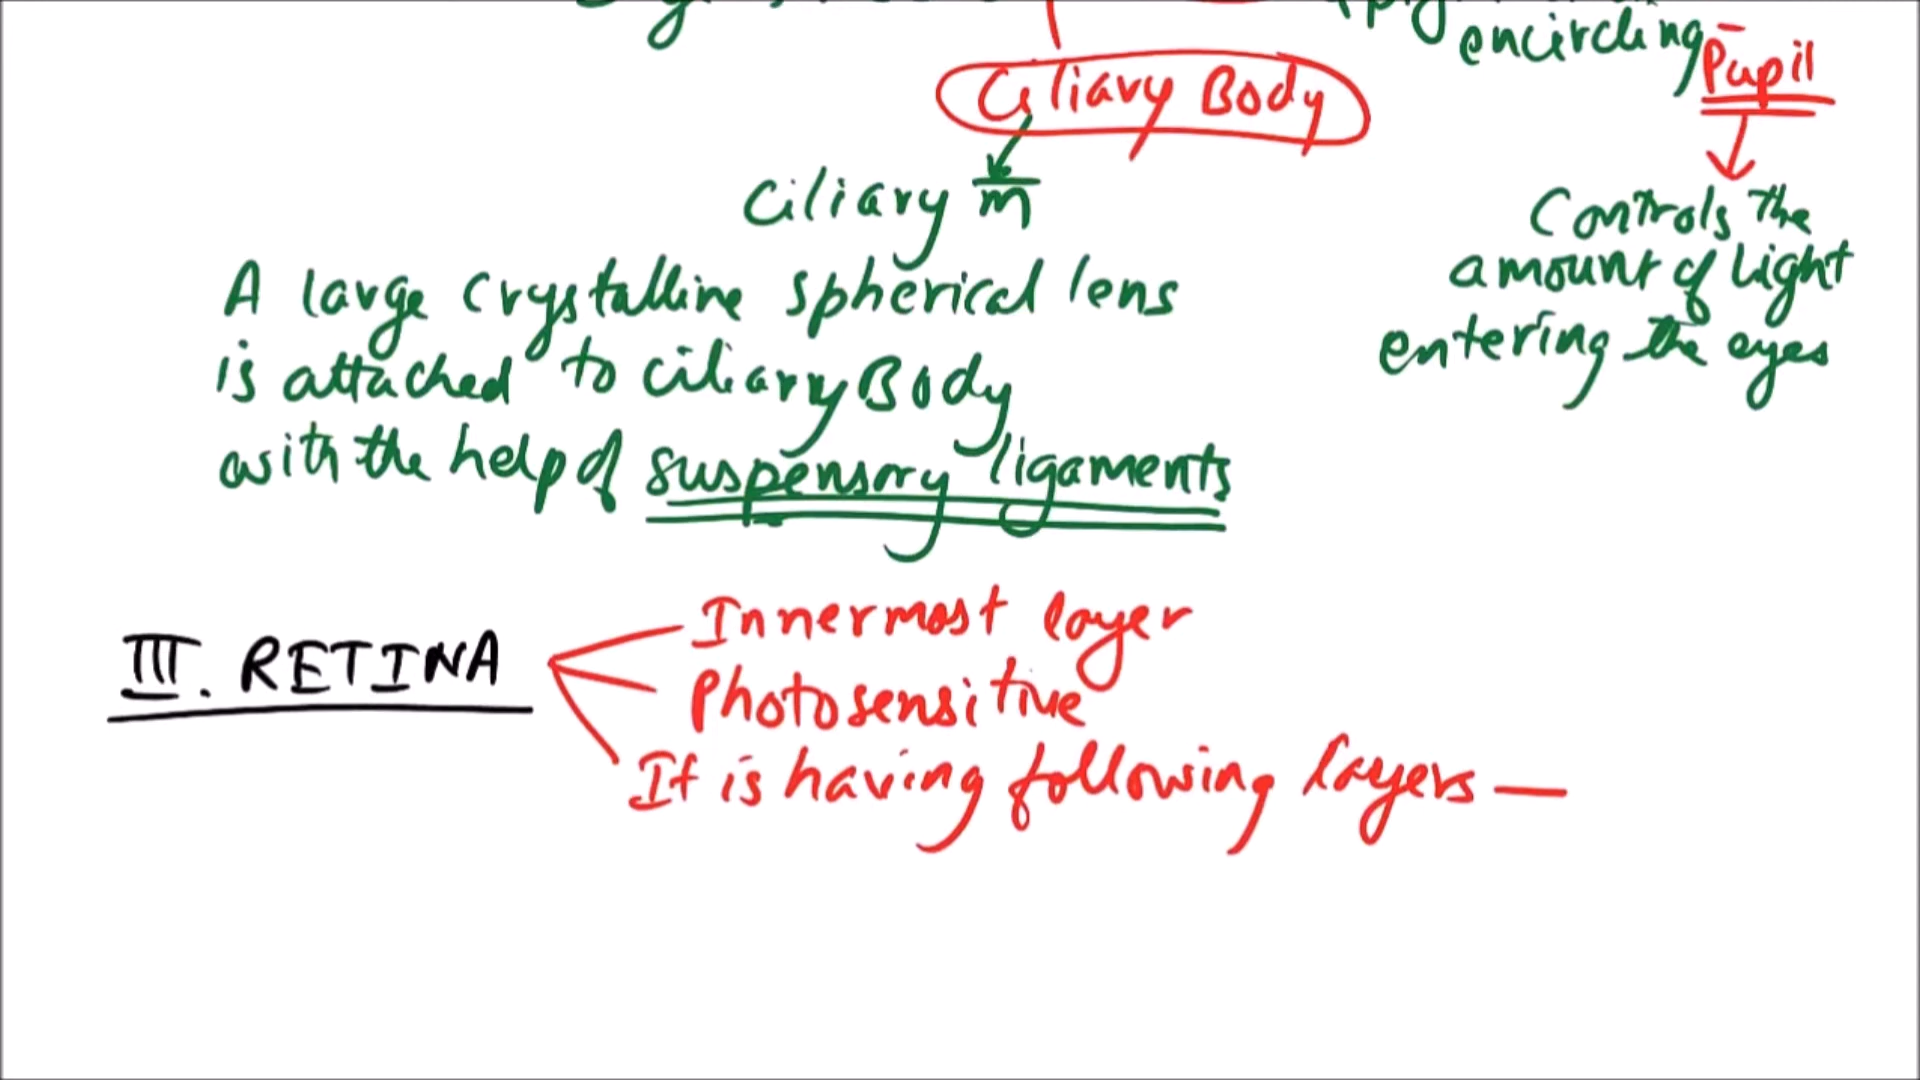 encircling Pupil
Ciliary Body
Ciliary m
Controls the
amount of light
entering the eyes
A large crystalline spherical lens
is attached to ciliary Body
with the help of suspensory ligaments
III. RETINA
Innermost layer
Photosensitive
It is having following layers —